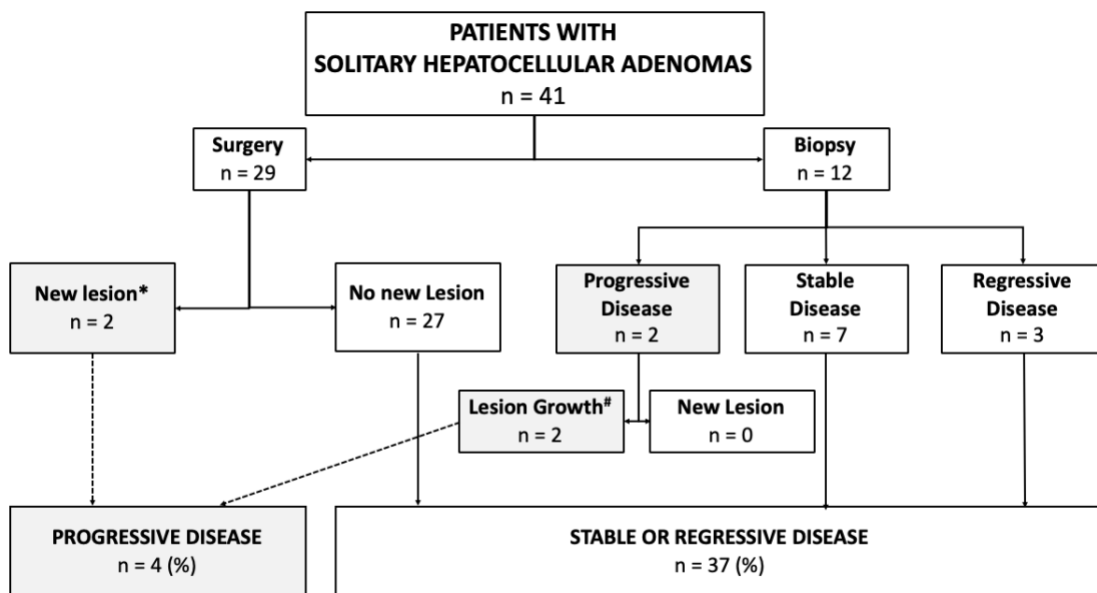 PATIENTS WITH
SOLITARY HEPATOCELLULAR ADENOMAS
n = 41
Surgery
n = 29
Biopsy
n = 12
New lesion*
n = 2
No new Lesion
n = 27
Progressive
Disease
n = 2
Stable
Disease
n = 7
Regressive
Disease
n = 3
Lesion Growth#
n = 2
New Lesion
n = 0
PROGRESSIVE DISEASE
n = 4 (%)
STABLE OR REGRESSIVE DISEASE
n = 37 (%)